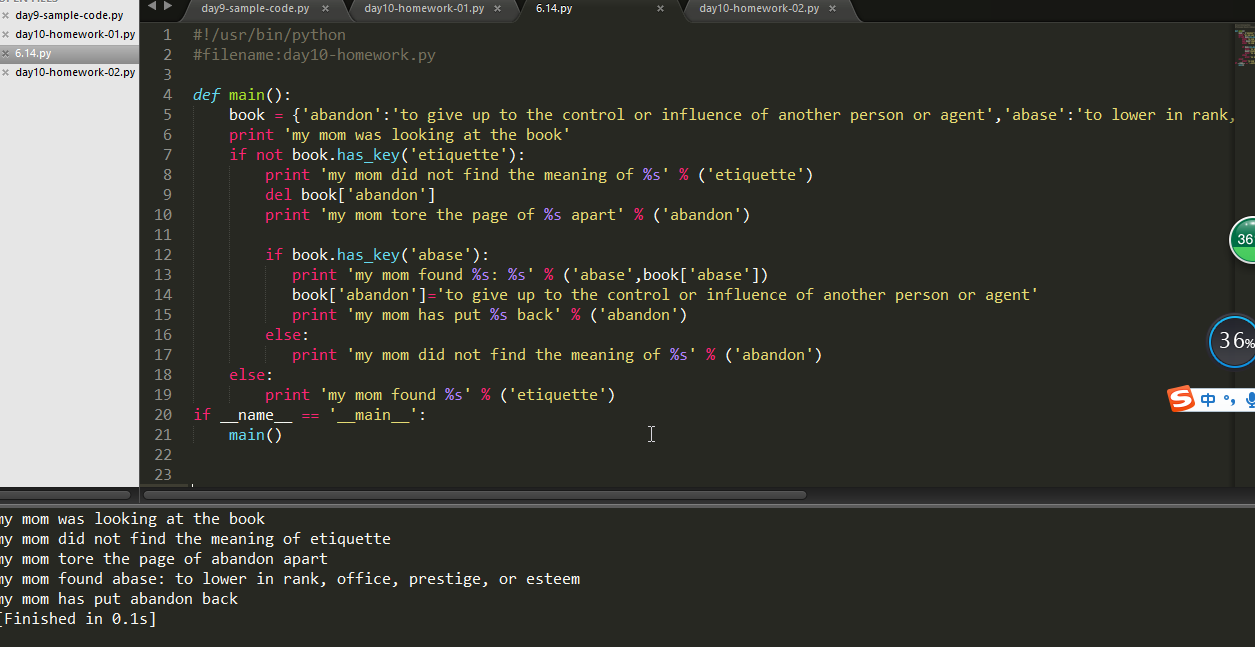 day9-sample-code.py
day10-homework-01.py
6.14.py
day10-homework-02.py
day9-sample-code.py × day10-homework-01.py × 6.14.py × day10-homework-02.py ×
1 #!/usr/bin/python
2 #filename:day10-homework.py
3
4 def main():
5 book = {'abandon':'to give up to the control or influence of another person or agent','abase':'to lower in rank,
6 print 'my mom was looking at the book'
7 if not book.has_key('etiquette'):
8 print 'my mom did not find the meaning of %s' % ('etiquette')
9 del book['abandon']
10 print 'my mom tore the page of %s apart' % ('abandon')
11
12 if book.has_key('abase'):
13 print 'my mom found %s: %s' % ('abase',book['abase'])
14 book['abandon']='to give up to the control or influence of another person or agent'
15 print 'my mom has put %s back' % ('abandon')
16 else:
17 print 'my mom did not find the meaning of %s' % ('abandon')
18 else:
19 print 'my mom found %s' % ('etiquette')
20 if __name__ == '__main__':
21 main()
22
23
36
36%
S 中 °,
my mom was looking at the book
my mom did not find the meaning of etiquette
my mom tore the page of abandon apart
my mom found abase: to lower in rank, office, prestige, or esteem
my mom has put abandon back
[Finished in 0.1s]